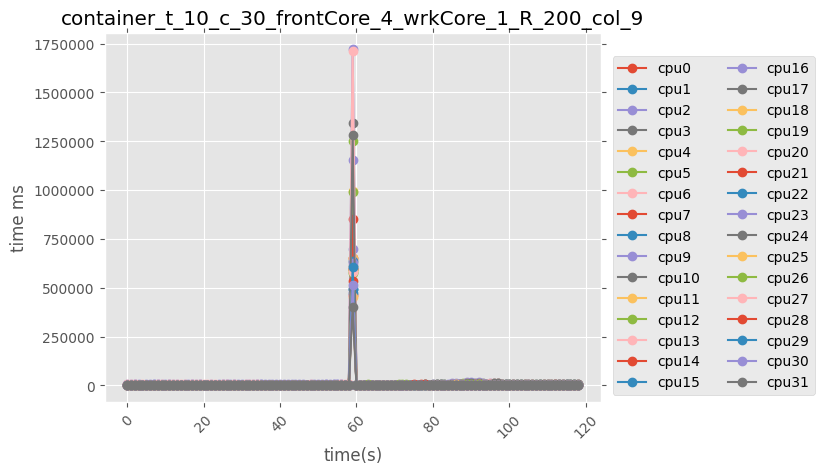 container_t_10_c_30_frontCore_4_wrkCore_1_R_200_col_9
time ms
1750000
1500000
1250000
1000000
750000
500000
250000
0
0
20
40
60
80
100
120
time(s)
cpu0
cpu1
cpu2
cpu3
cpu4
cpu5
cpu6
cpu7
cpu8
cpu9
cpu10
cpu11
cpu12
cpu13
cpu14
cpu15
cpu16
cpu17
cpu18
cpu19
cpu20
cpu21
cpu22
cpu23
cpu24
cpu25
cpu26
cpu27
cpu28
cpu29
cpu30
cpu31